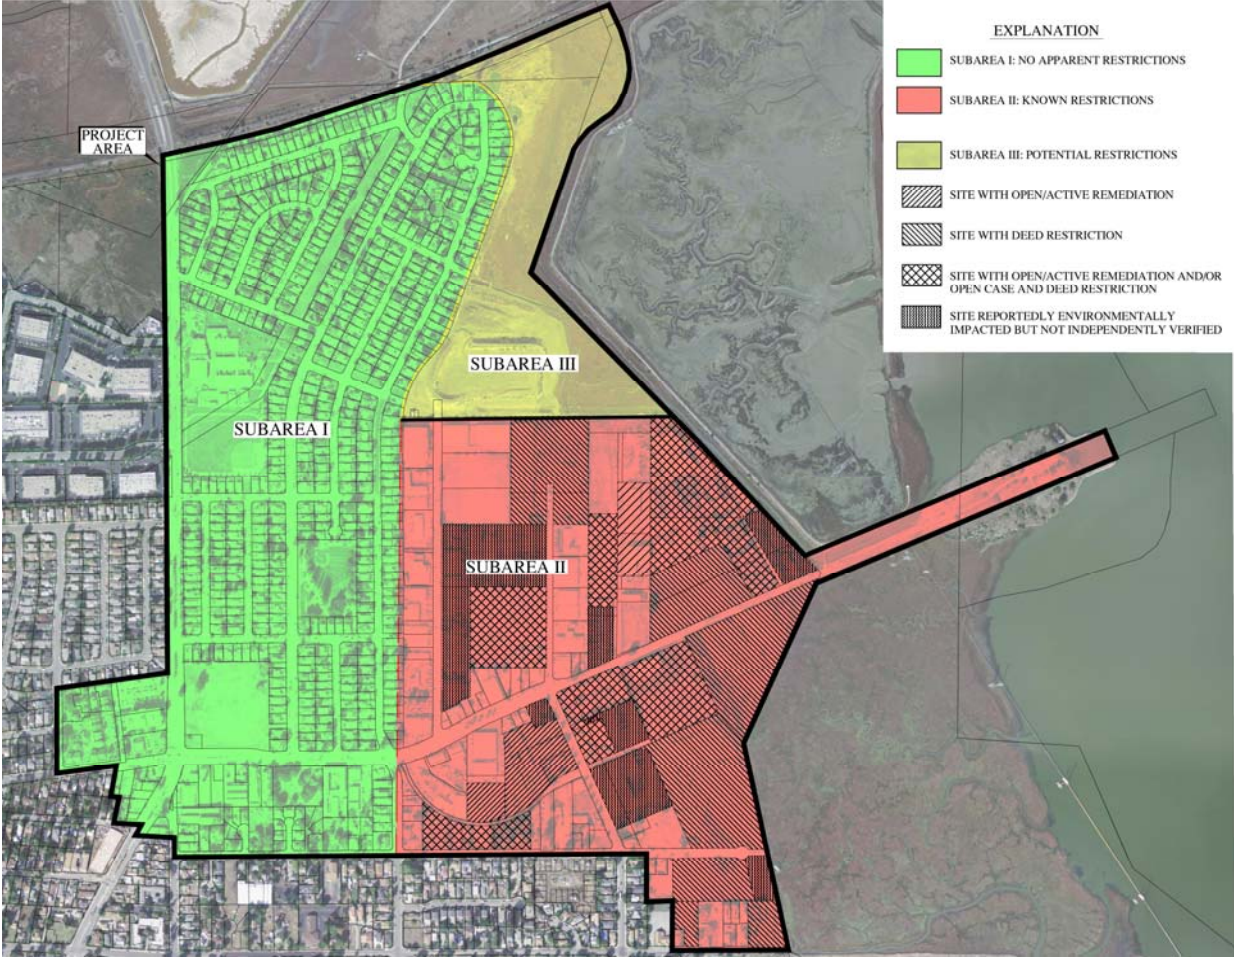 EXPLANATION
SUBAREA I: NO APPARENT RESTRICTIONS
SUBAREA II: KNOWN RESTRICTIONS
SUBAREA III: POTENTIAL RESTRICTIONS
SITE WITH OPEN/ACTIVE REMEDIATION
SITE WITH DEED RESTRICTION
SITE WITH OPEN/ACTIVE REMEDIATION AND/OR
OPEN CASE AND DEED RESTRICTION
SITE REPORTEDLY ENVIRONMENTALLY
IMPACTED BUT NOT INDEPENDENTLY VERIFIED
PROJECT
AREA
SUBAREA III
SUBAREA I
SUBAREA II